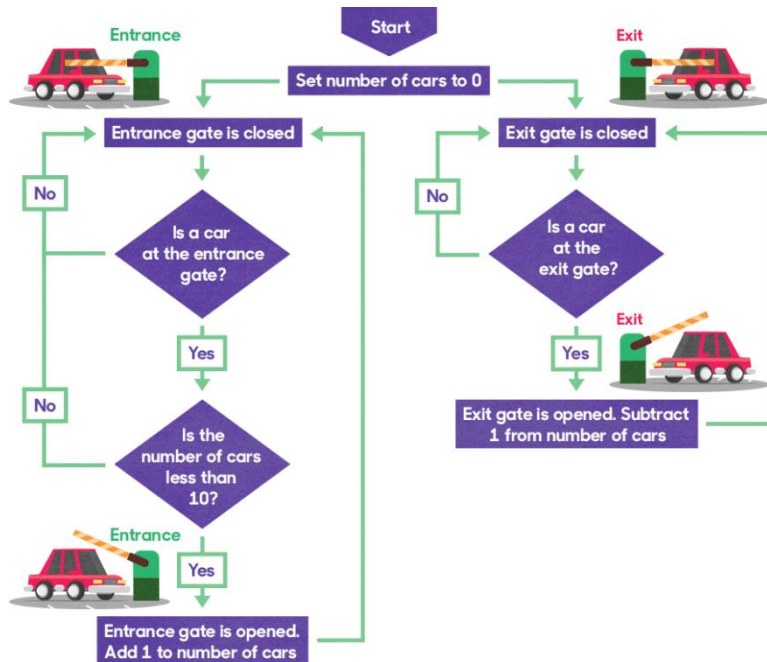 Start
Entrance
Exit
Set number of cars to 0
Entrance gate is closed
Exit gate is closed
No
No
Is a car
at the entrance
gate?
Is a car
at the
exit gate?
Yes
Exit
Yes
No
Exit gate is opened. Subtract
1 from number of cars
Is the
number of cars
less than
10?
Entrance
Yes
Entrance gate is opened.
Add 1 to number of cars